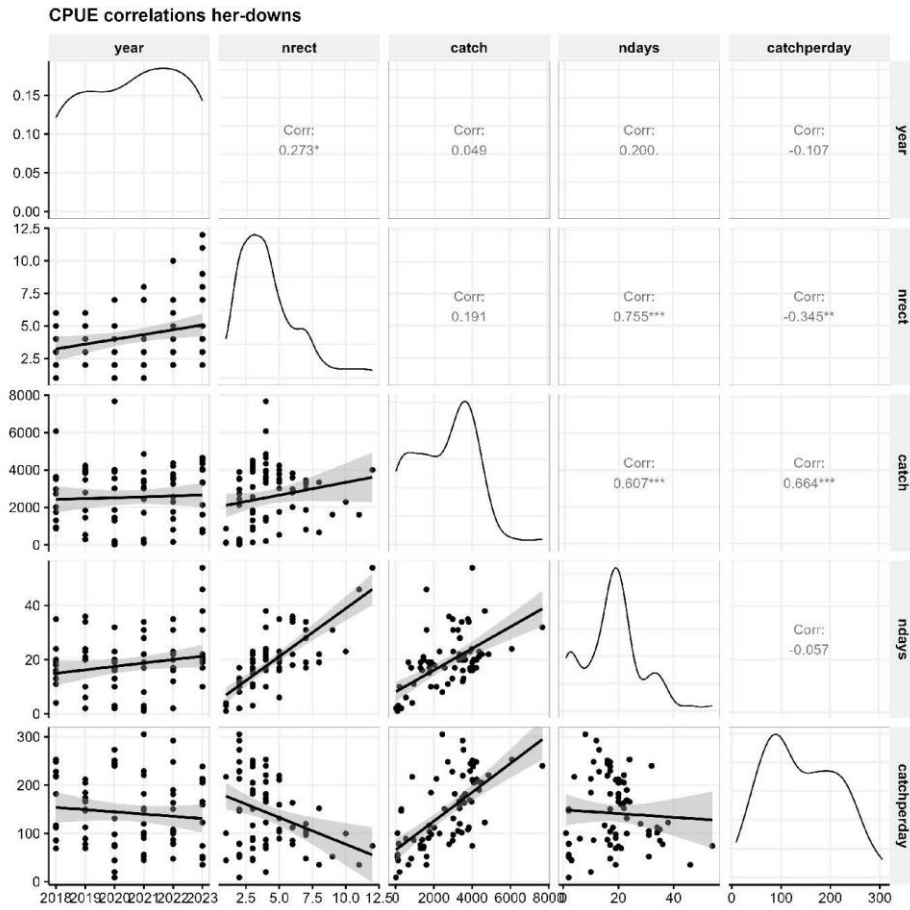 CPUE correlations her-downs
year nrect catch ndays catchperday
0.15
0.10
0.05
0.00
Corr:
0.273*
Corr:
0.049
Corr:
0.200.
Corr:
-0.107
year
12.5
10.0
7.5
5.0
2.5
Corr:
0.191
Corr:
0.755***
Corr:
-0.345**
nrect
8000
6000
4000
2000
0
Corr:
0.607***
Corr:
0.664***
catch
40
20
0
Corr:
-0.057
ndays
300
200
100
0
catchperday
2018 2019 2020 2021 2022 2023
2.5 5.0 7.5 10.0 12.5
0 2000 4000 6000 8000
0 20 40
0 100 200 300